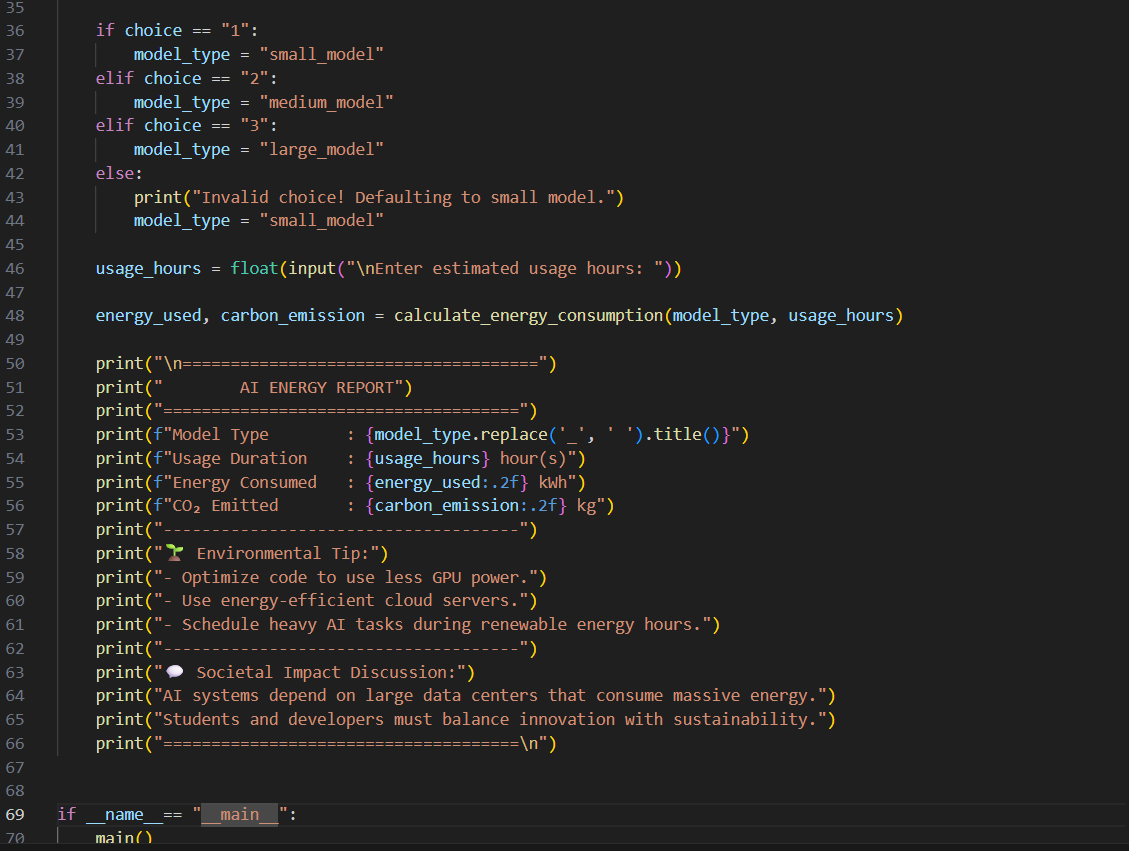 35
36 if choice == "1":
37 model_type = "small_model"
38 elif choice == "2":
39 model_type = "medium_model"
40 elif choice == "3":
41 model_type = "large_model"
42 else:
43 print("Invalid choice! Defaulting to small model.")
44 model_type = "small_model"
45
46 usage_hours = float(input("\nEnter estimated usage hours: "))
47
48 energy_used, carbon_emission = calculate_energy_consumption(model_type, usage_hours)
49
50 print("\n=====================================")
51 print("        AI ENERGY REPORT")
52 print("=====================================")
53 print(f"Model Type        : {model_type.replace('_', ' ').title()}")
54 print(f"Usage Duration    : {usage_hours} hour(s)")
55 print(f"Energy Consumed   : {energy_used:.2f} kWh")
56 print(f"CO₂ Emitted       : {carbon_emission:.2f} kg")
57 print("-------------------------------------")
58 print("🌱 Environmental Tip:")
59 print("- Optimize code to use less GPU power.")
60 print("- Use energy-efficient cloud servers.")
61 print("- Schedule heavy AI tasks during renewable energy hours.")
62 print("-------------------------------------")
63 print("💬 Societal Impact Discussion:")
64 print("AI systems depend on large data centers that consume massive energy.")
65 print("Students and developers must balance innovation with sustainability.")
66 print("=====================================\n")
67
68
69 if __name__== "__main__":
70 main()